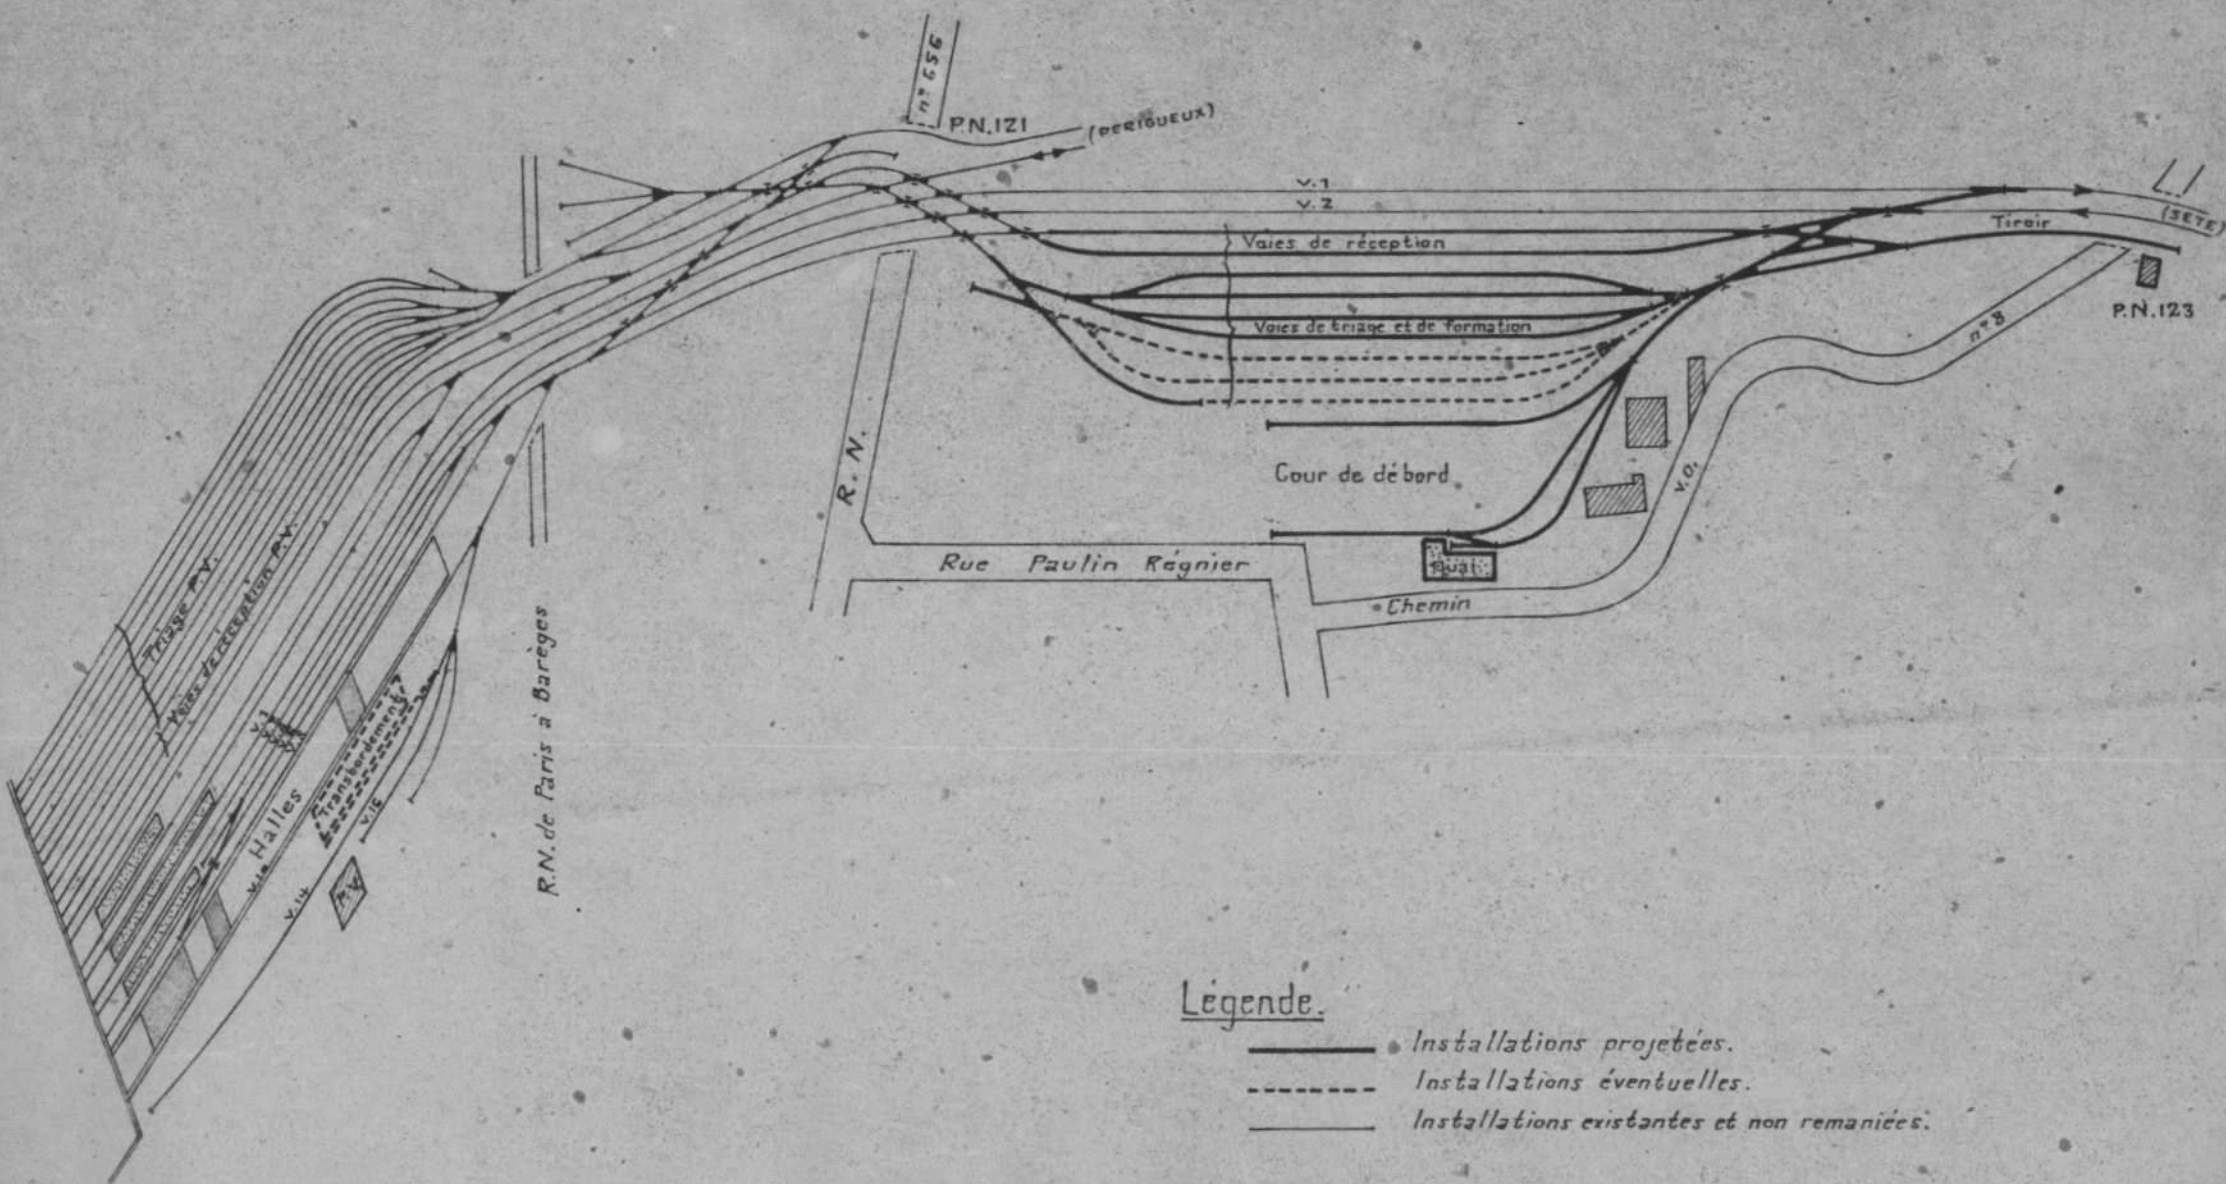 nº 656
P.N.121
(PERIGUEUX)
V.1
V.2
(SETE)
Tiroir
Voies de réception
P.N.123
nº 8
Voies de triage et de formation
R. N.
Cour de débord
V.O.
Rue Paulin Régnier
Quai
Chemin
Triage P.V.
Voies de réception P.V.
R.N. de Paris à Barèges
Transbordement
Halles
V.16
V.14
Légende.
Installations projetées.
Installations éventuelles.
Installations existantes et non remaniées.